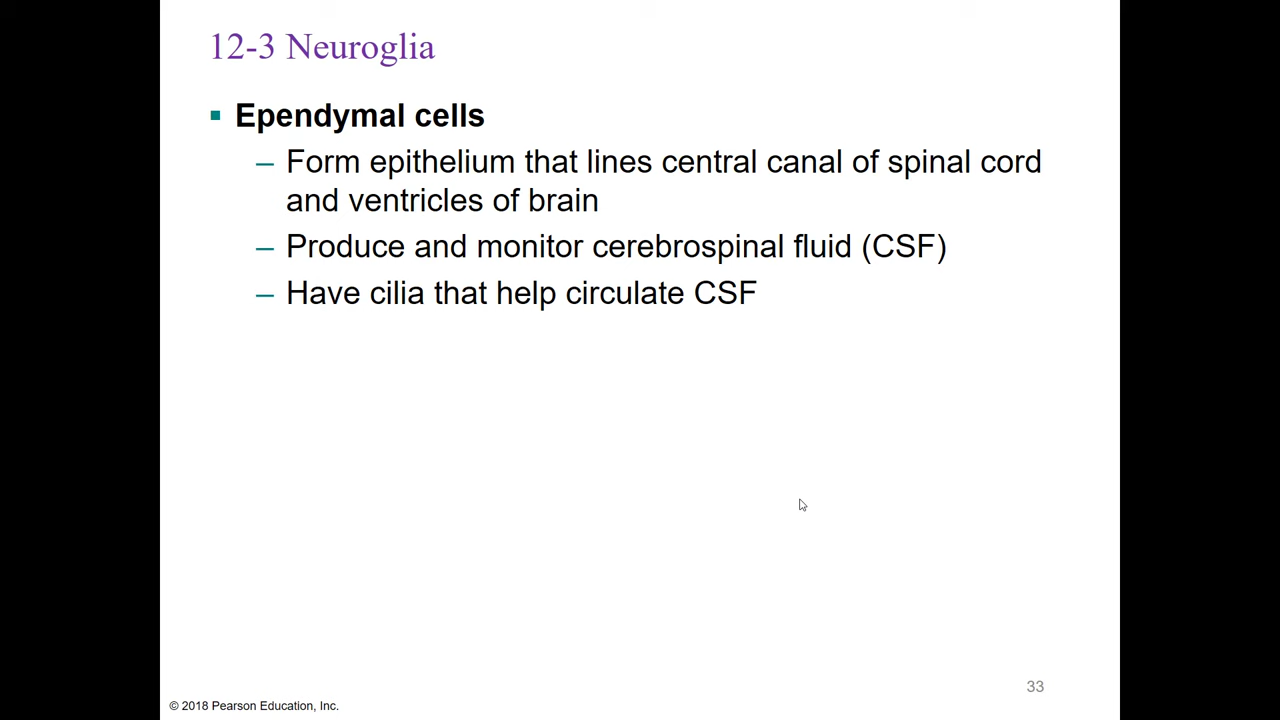 12-3 Neuroglia
▪ Ependymal cells
– Form epithelium that lines central canal of spinal cord
and ventricles of brain
– Produce and monitor cerebrospinal fluid (CSF)
– Have cilia that help circulate CSF
33
© 2018 Pearson Education, Inc.